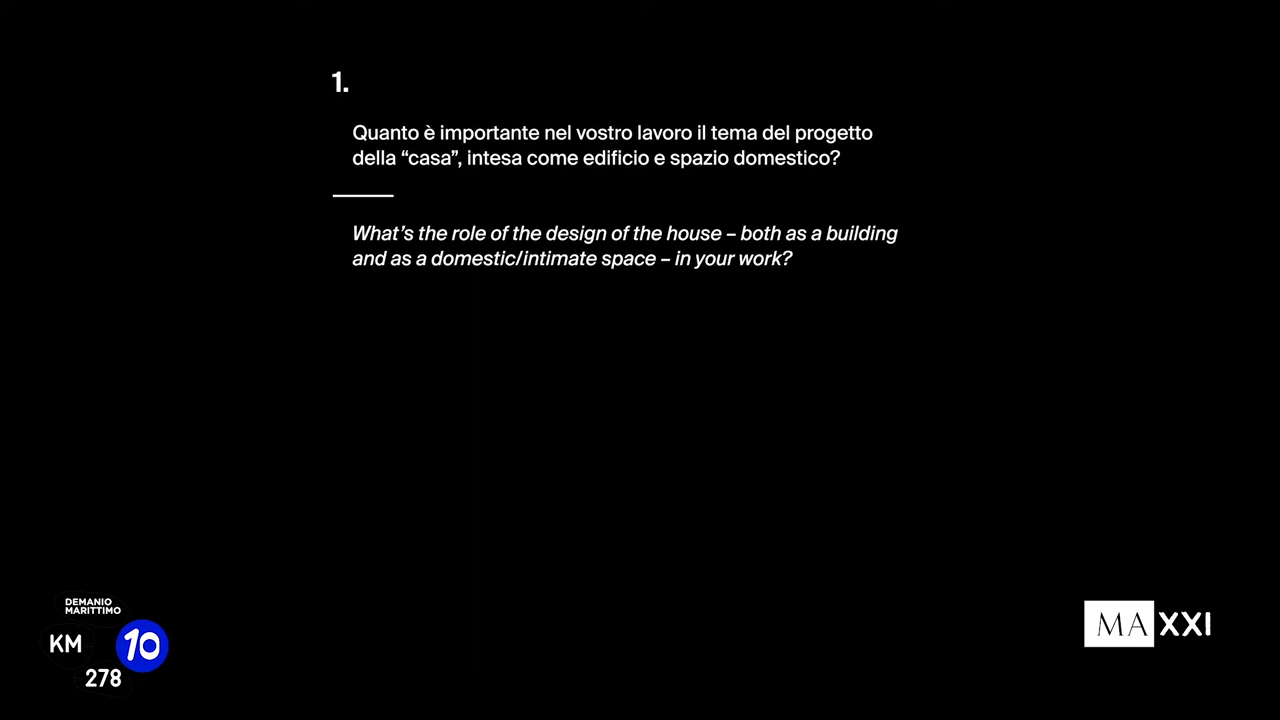 1.
Quanto è importante nel vostro lavoro il tema del progetto
della “casa”, intesa come edificio e spazio domestico?
What’s the role of the design of the house – both as a building
and as a domestic/intimate space – in your work?
DEMANIO
MARITTIMO
KM
10
278
MAXXI